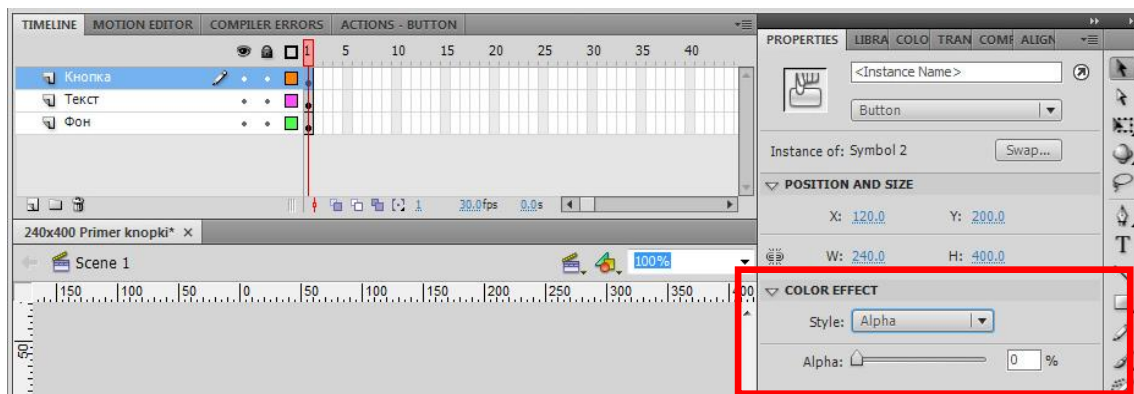 TIMELINE MOTION EDITOR COMPILER ERRORS ACTIONS - BUTTON
1 5 10 15 20 25 30 35 40
Кнопка
Текст
Фон
1 30.0fps 0.0s
240x400 Primer knopki* ×
Scene 1 100%
150 100 50 0 50 100 150 200 250 300 350 400
50
PROPERTIES LIBRA COLO TRAN COMF ALIGN
<Instance Name>
Button
Instance of: Symbol 2 Swap...
POSITION AND SIZE
X: 120.0 Y: 200.0
W: 240.0 H: 400.0
COLOR EFFECT
Style: Alpha
Alpha: 0 %
T